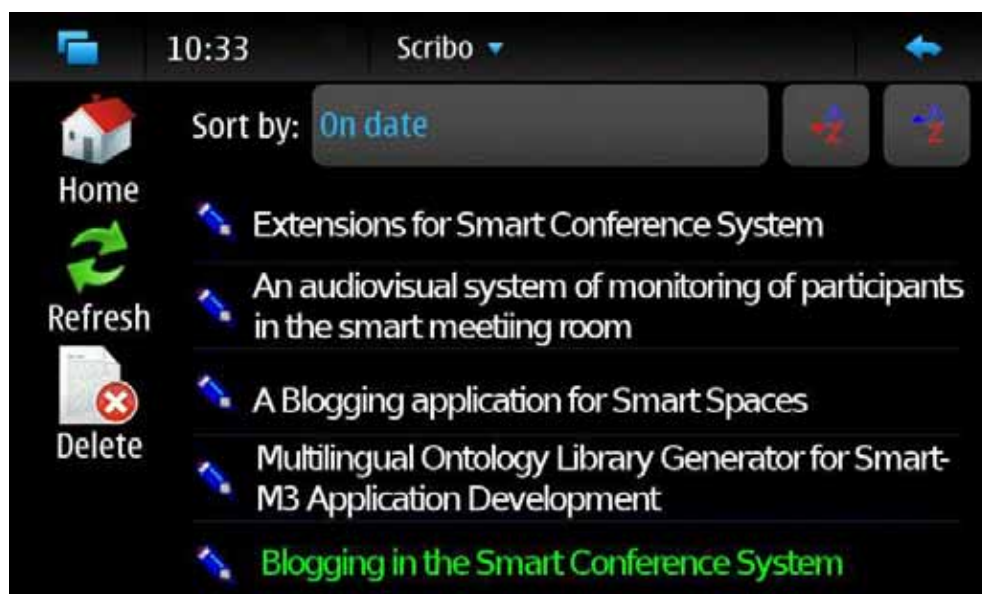 10:33 Scribo
Sort by: On date
Home
Refresh
Delete
Extensions for Smart Conference System
An audiovisual system of monitoring of participants
in the smart meetiing room
A Blogging application for Smart Spaces
Multilingual Ontology Library Generator for Smart-
M3 Application Development
Blogging in the Smart Conference System